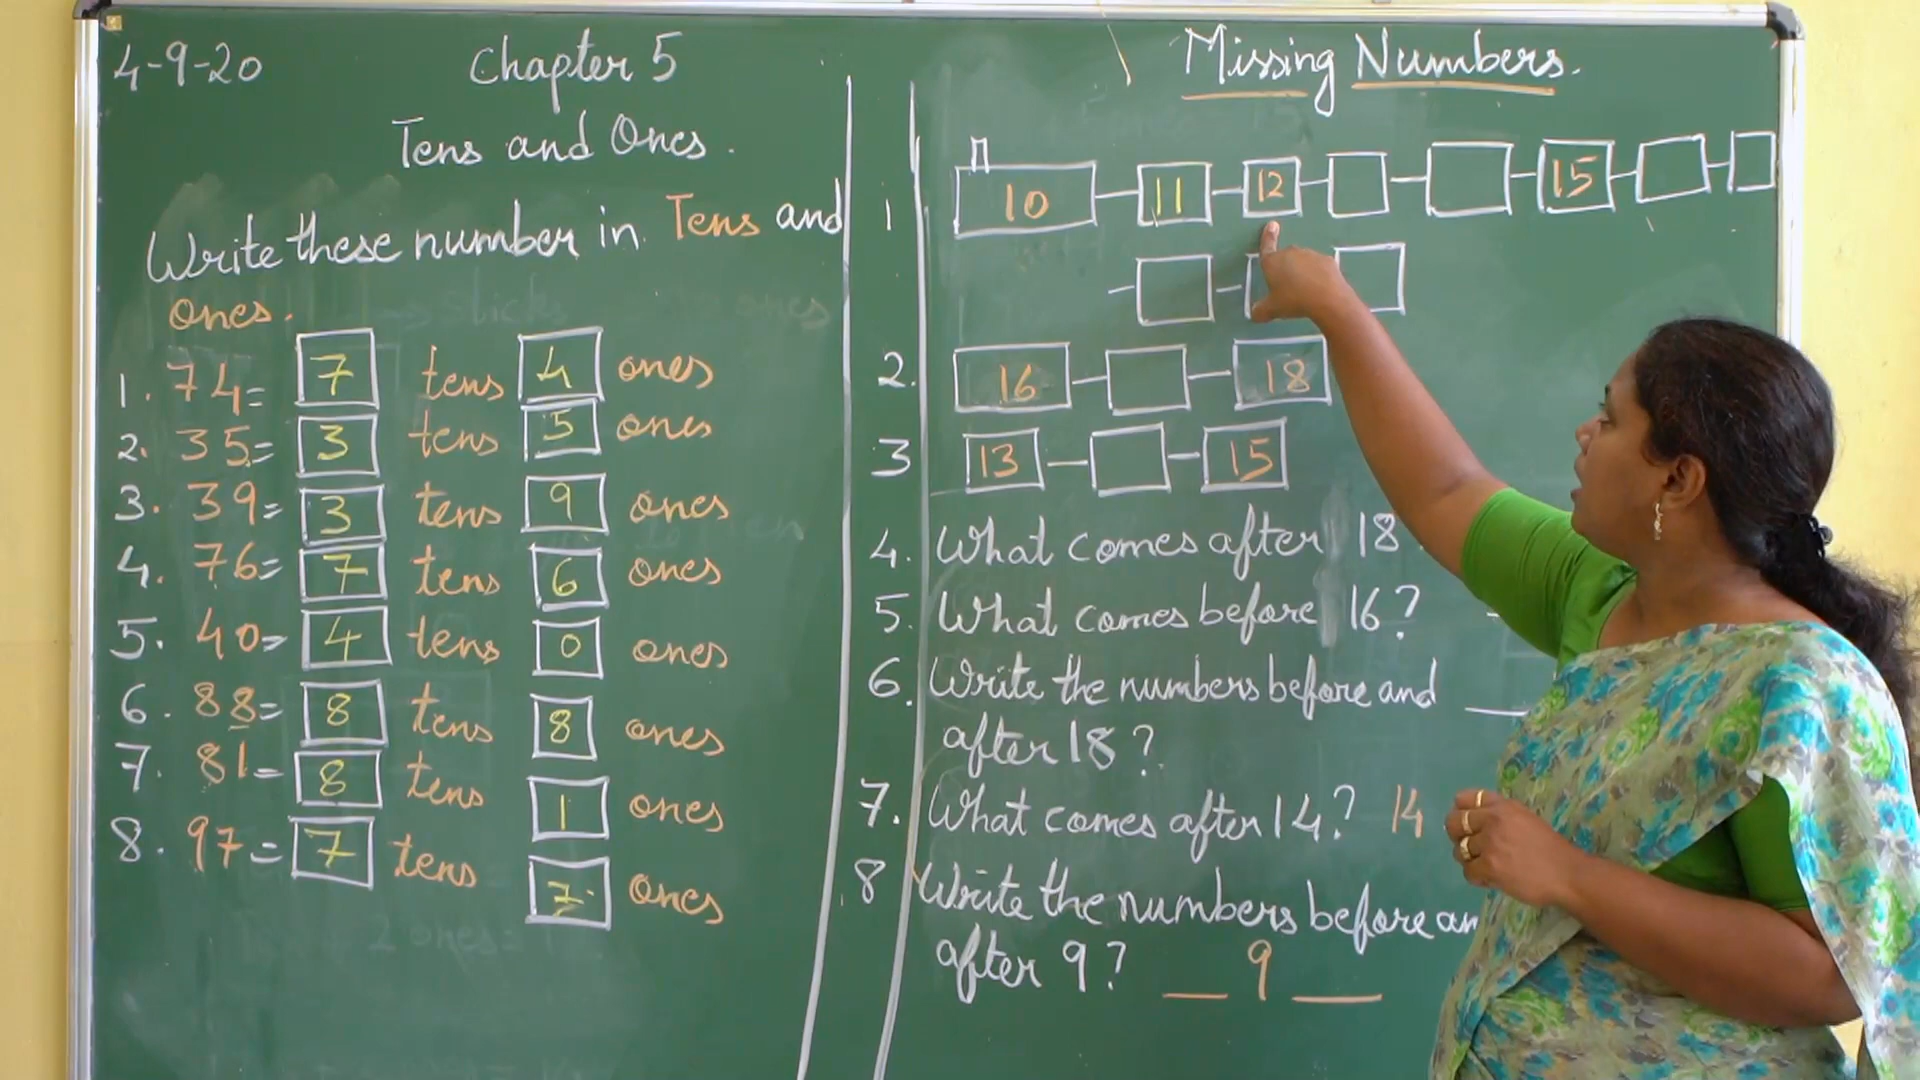 4-9-20
Chapter 5
Tens and Ones.
Write these number in Tens and
ones.
1. 74= 7 tens 4 ones
2. 35= 3 tens 5 ones
3. 39= 3 tens 9 ones
4. 76= 7 tens 6 ones
5. 40= 4 tens 0 ones
6. 88= 8 tens 8 ones
7. 81= 8 tens 1 ones
8. 97= 7 tens 7 ones
Missing Numbers.
1 10 11 12 15
2. 16 18
3 13 15
4. What comes after 18
5. What comes before 16?
6. Write the numbers before and
after 18?
7. What comes after 14? 14
8 Write the numbers before an
after 9? __ 9 __